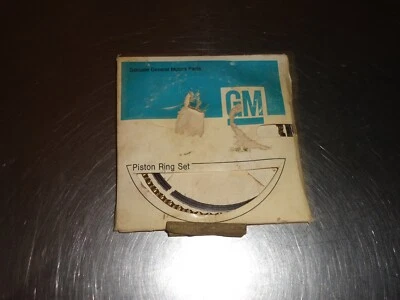 Genuine General Motors Parts
GM
Piston Ring Set